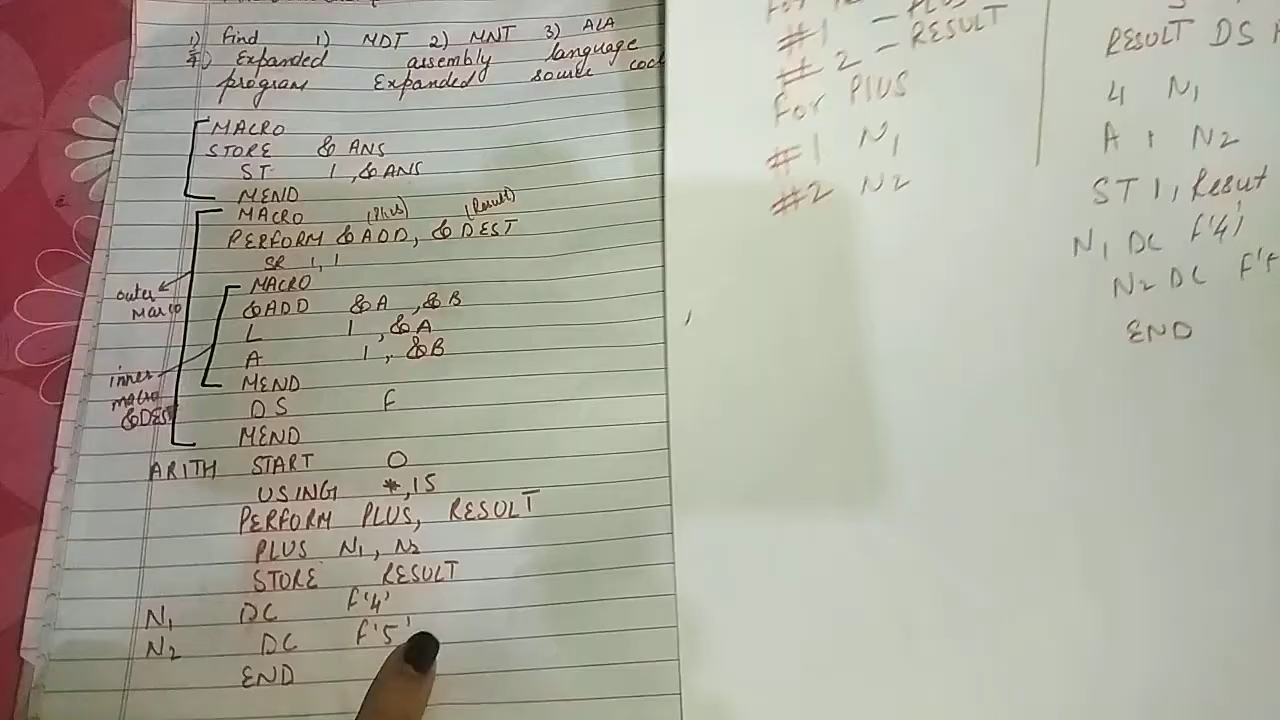 1) Find 1) MDT 2) MNT 3) ALA
Expanded assembly language
program Expanded source cod
MACRO
STORE &ANS
ST 1,&ANS
MEND
MACRO (Plus) (Result)
PERFORM &ADD, &DEST
SR 1,1
MACRO
&ADD &A ,&B
L 1 ,&A
A 1, &B
MEND
DS F
MEND
outer
Marco
inner
macro
&DEST
ARITH START 0
USING *,15
PERFORM PLUS, RESULT
PLUS N1, N2
STORE RESULT
N1 DC F'4'
N2 DC F'5'
END
#1 - PLUS
#2 - RESULT
For PLUS
#1 N1
#2 N2
RESULT DS
4 N1
A 1 N2
ST 1, Resut
N1 DC F'4'
N2 DC F'5
END